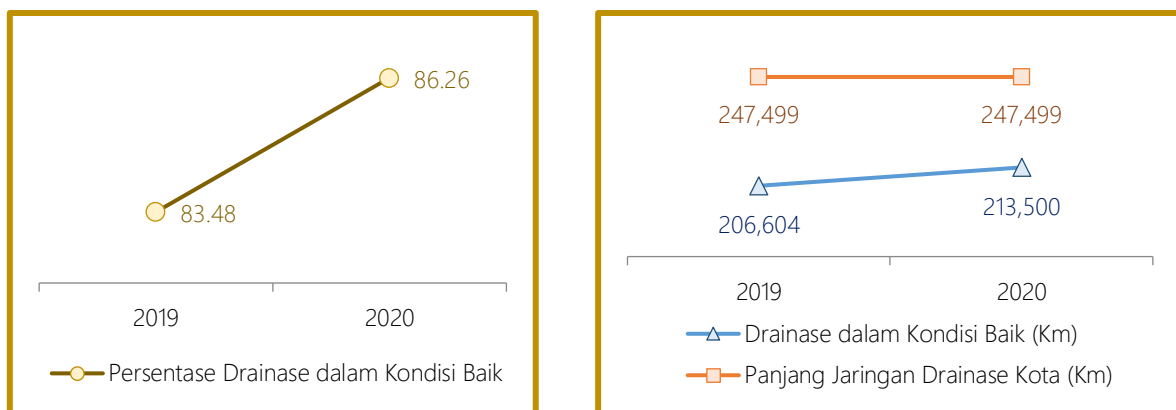 86.26
83.48
2019 2020
Persentase Drainase dalam Kondisi Baik
247,499 247,499
206,604 213,500
2019 2020
Drainase dalam Kondisi Baik (Km)
Panjang Jaringan Drainase Kota (Km)